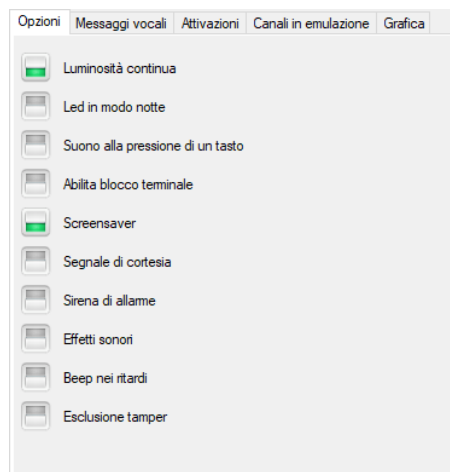 Opzioni Messaggi vocali Attivazioni Canali in emulazione Grafica
Luminosità continua
Led in modo notte
Suono alla pressione di un tasto
Abilita blocco terminale
Screensaver
Segnale di cortesia
Sirena di allarme
Effetti sonori
Beep nei ritardi
Esclusione tamper